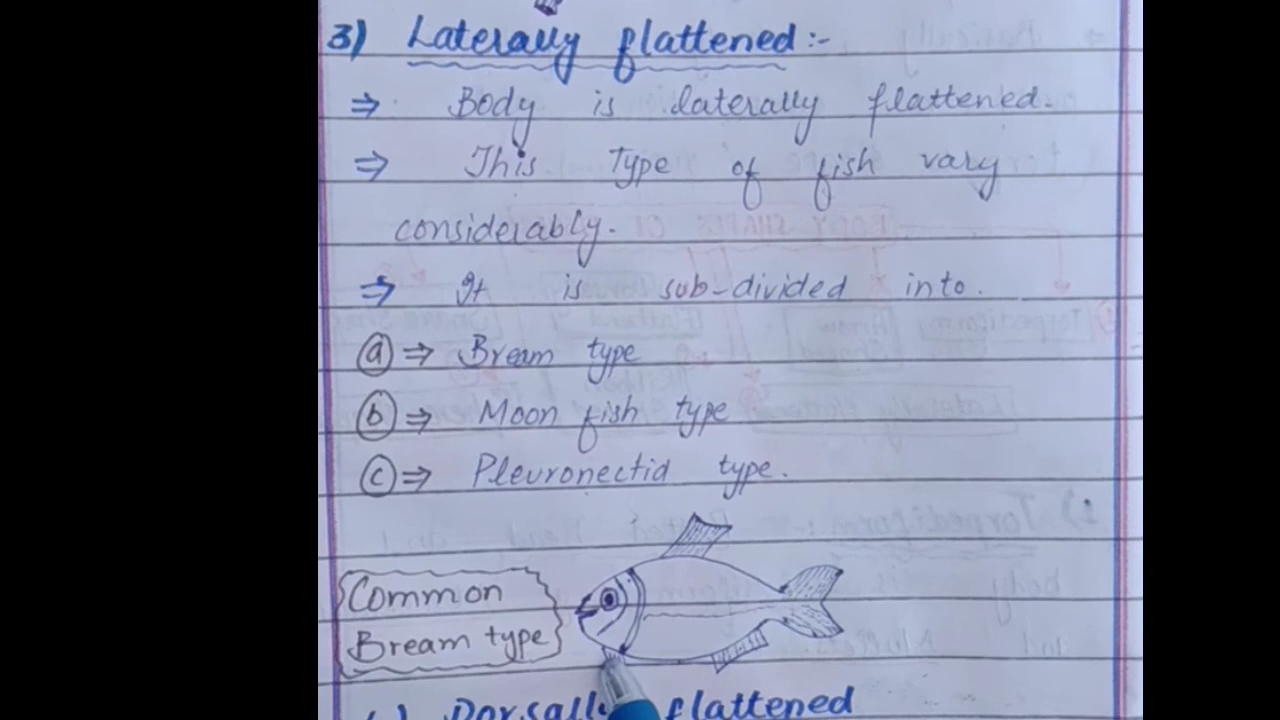 3) Laterally flattened :-
⇒ Body is laterally flattened.
⇒ This Type of fish vary
considerably.
⇒ It is sub-divided into.
ⓐ ⇒ Bream type
ⓑ ⇒ Moon fish type
ⓒ ⇒ Pleuronectid type.
Common
Bream type
Dorsally flattened